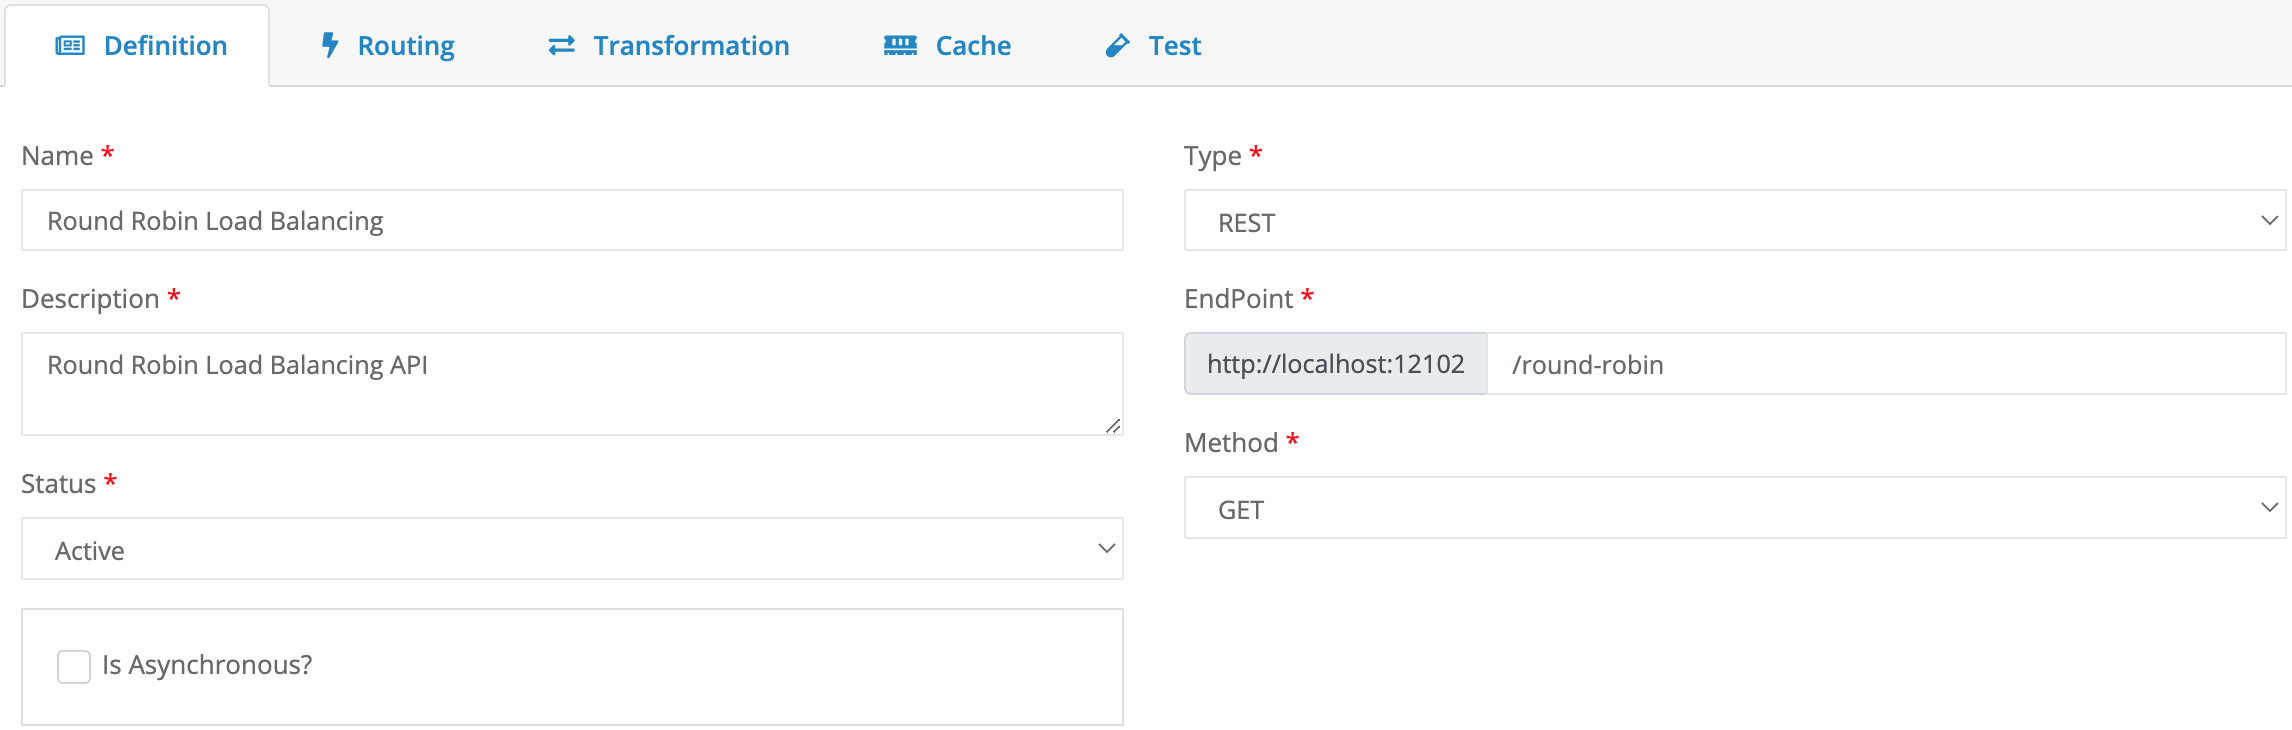 Definition Routing Transformation Cache Test
Name *
Round Robin Load Balancing
Description *
Round Robin Load Balancing API
Status *
Active
Is Asynchronous?
Type *
REST
EndPoint *
http://localhost:12102 /round-robin
Method *
GET